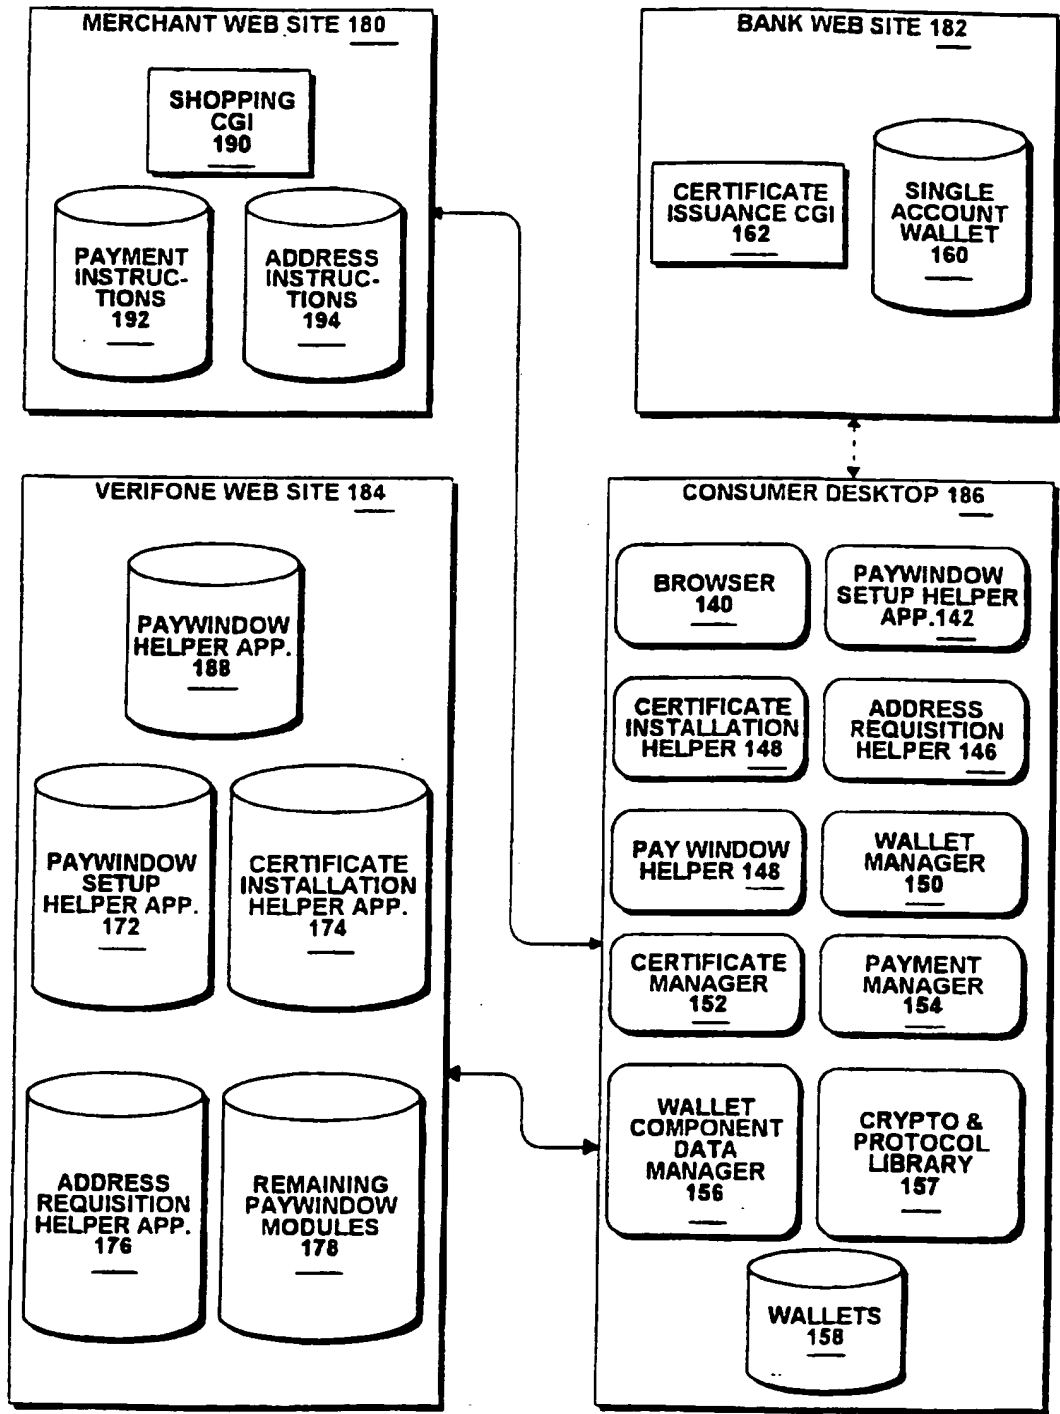 MERCHANT WEB SITE 180
SHOPPING
CGI
190
PAYMENT
INSTRUC-
TIONS
192
ADDRESS
INSTRUC-
TIONS
194
BANK WEB SITE 182
CERTIFICATE
ISSUANCE CGI
162
SINGLE
ACCOUNT
WALLET
160
VERIFONE WEB SITE 184
PAYWINDOW
HELPER APP.
188
PAYWINDOW
SETUP
HELPER APP.
172
CERTIFICATE
INSTALLATION
HELPER APP.
174
ADDRESS
REQUISITION
HELPER APP.
176
REMAINING
PAYWINDOW
MODULES
178
CONSUMER DESKTOP 186
BROWSER
140
PAYWINDOW
SETUP HELPER
APP.142
CERTIFICATE
INSTALLATION
HELPER 148
ADDRESS
REQUISITION
HELPER 146
PAY WINDOW
HELPER 148
WALLET
MANAGER
150
CERTIFICATE
MANAGER
152
PAYMENT
MANAGER
154
WALLET
COMPONENT
DATA
MANAGER
156
CRYPTO &
PROTOCOL
LIBRARY
157
WALLETS
158